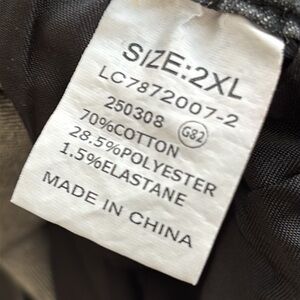 SIZE:2XL
LC7872007-2
250308 G82
70%COTTON
28.5%POLYESTER
1.5%ELASTANE
MADE IN CHINA